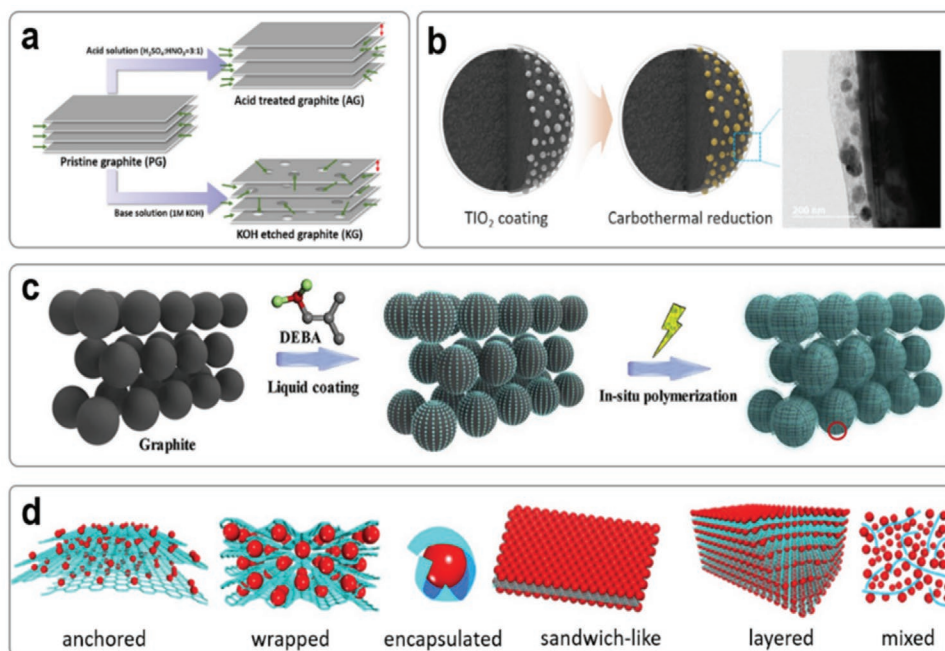 a
Acid solution (H₂SO₄:HNO₃=3:1)
Acid treated graphite (AG)
Pristine graphite (PG)
Base solution (1M KOH)
KOH etched graphite (KG)
b
TIO₂ coating
Carbothermal reduction
200 nm
c
DEBA
Liquid coating
In-situ polymerization
Graphite
d
anchored
wrapped
encapsulated
sandwich-like
layered
mixed